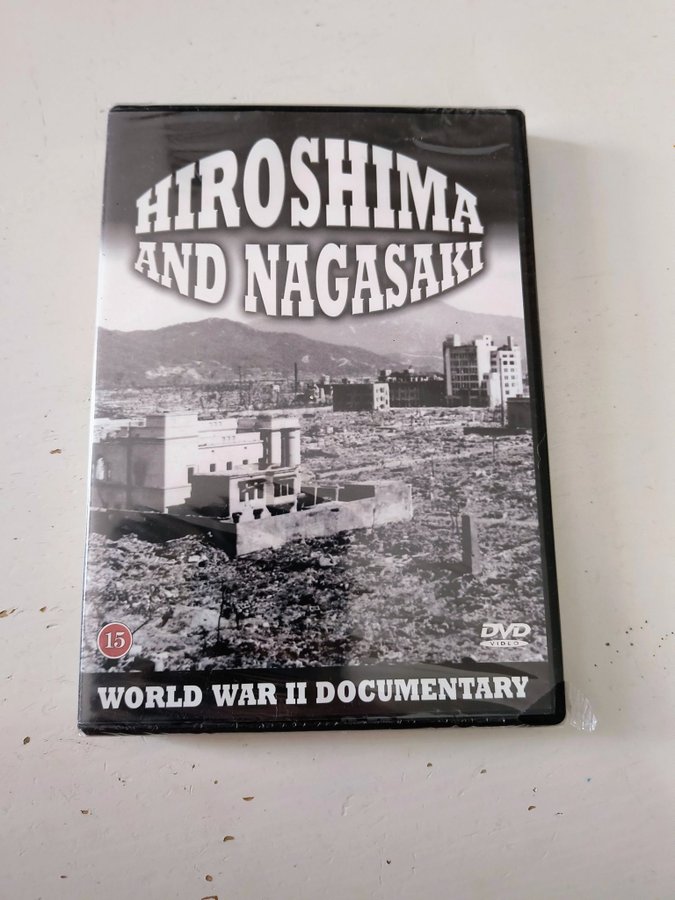 HIROSHIMA
AND NAGASAKI
15
DVD
VIDEO
WORLD WAR II DOCUMENTARY